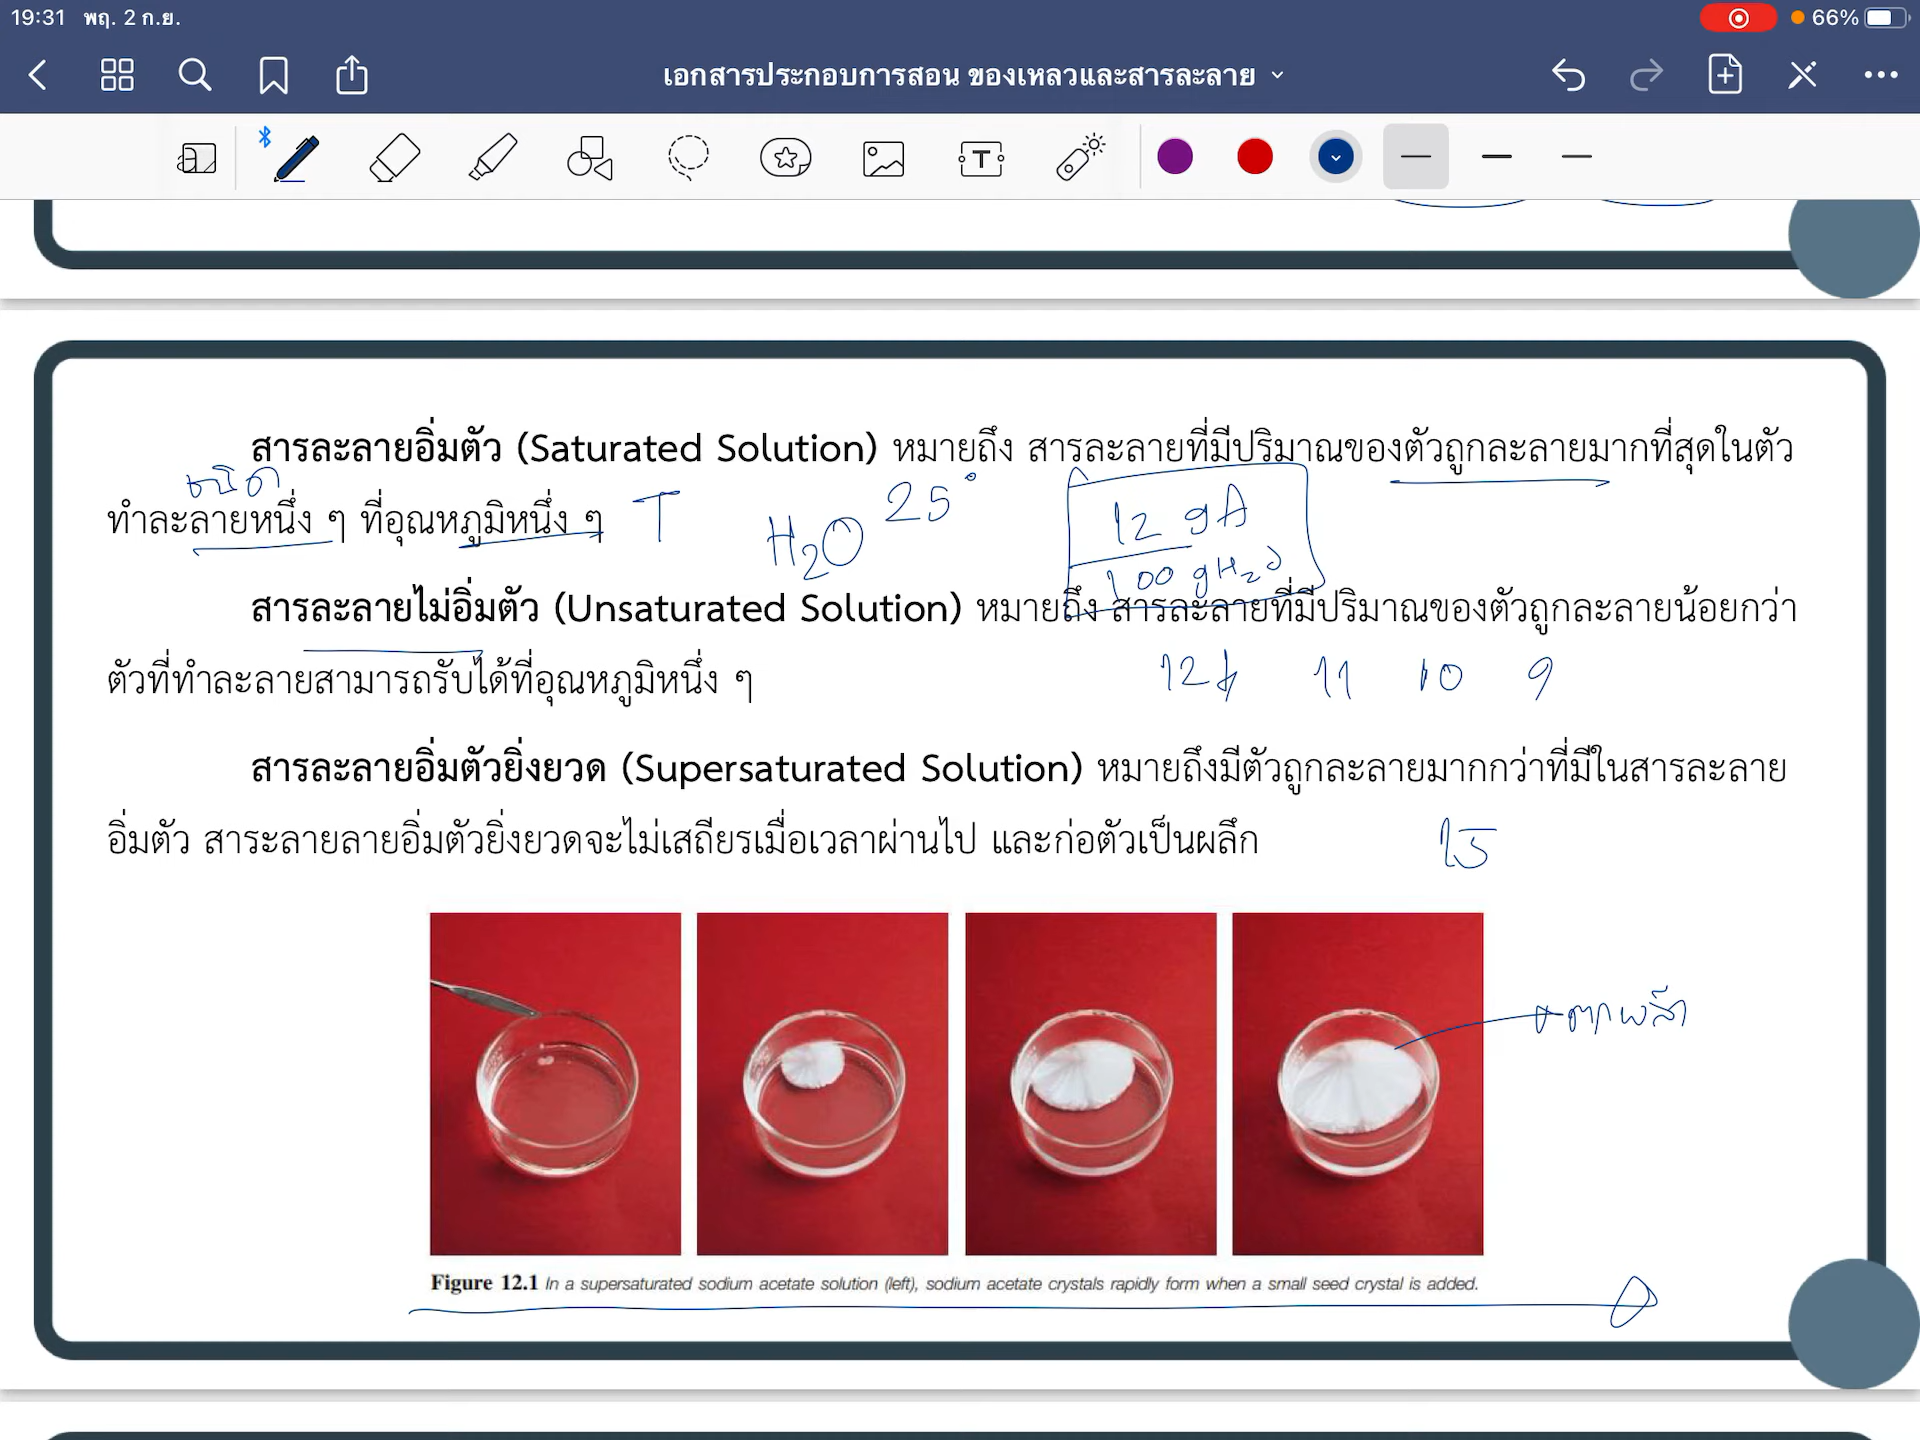 19:31 พฤ. 2 ก.ย.
66%
เอกสารประกอบการสอน ของเหลวและสารละลาย
สารละลายอิ่มตัว (Saturated Solution) หมายถึง สารละลายที่มีปริมาณของตัวถูกละลายมากที่สุดในตัว
ชนิด
ทำละลายหนึ่ง ๆ ที่อุณหภูมิหนึ่ง ๆ T H2O 25° 12 gA
100 gH2O
สารละลายไม่อิ่มตัว (Unsaturated Solution) หมายถึง สารละลายที่มีปริมาณของตัวถูกละลายน้อยกว่า
ตัวที่ทำละลายสามารถรับได้ที่อุณหภูมิหนึ่ง ๆ 12 11 10 9
สารละลายอิ่มตัวยิ่งยวด (Supersaturated Solution) หมายถึงมีตัวถูกละลายมากกว่าที่มีในสารละลาย
อิ่มตัว สาระลายลายอิ่มตัวยิ่งยวดจะไม่เสถียรเมื่อเวลาผ่านไป และก่อตัวเป็นผลึก 15
ตกผลึก
Figure 12.1 In a supersaturated sodium acetate solution (left), sodium acetate crystals rapidly form when a small seed crystal is added.